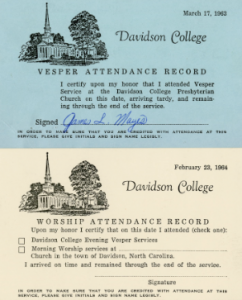 March 17, 1963
Davidson College
VESPER ATTENDANCE RECORD
I certify upon my honor that I attended Vesper
Service at the Davidson College Presbyterian
Church on this date, arriving tardy, and remain-
ing through the end of the service.
Signed James L.
IN ORDER TO MAKE SURE THAT YOU ARE CREDITED WITH ATTENDANCE AT THIS
SERVICE, PLEASE GIVE INITIALS AND SIGN NAME LEGIBLY.
February 23, 1964
Davidson College
WORSHIP ATTENDANCE RECORD
Upon my honor I certify that on this date I attended (check one):
Davidson College Evening Vesper Services
Morning Worship services at
Church in the town of Davidson, North Carolina.
I arrived on time and remained through the end of the service.
Signature
IN ORDER TO MAKE SURE THAT YOU ARE CREDITED WITH ATTENDANCE AT THIS
SERVICE, PLEASE GIVE INITIALS AND SIGN NAME LEGIBLY.